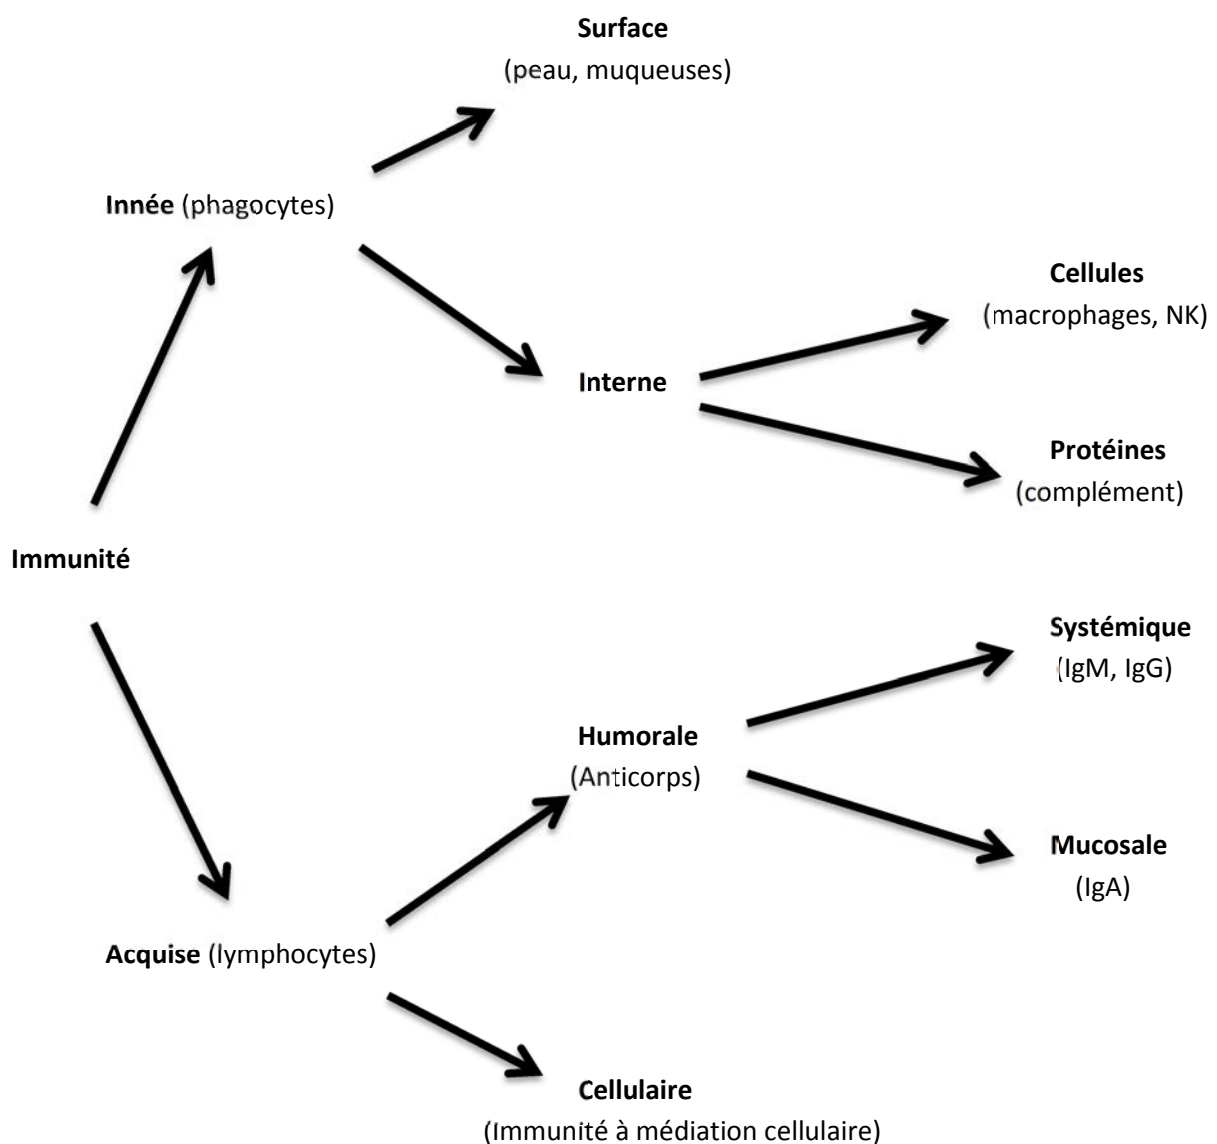 Surface
(peau, muqueuses)
Innée (phagocytes)
Cellules
(macrophages, NK)
Interne
Protéines
(complément)
Immunité
Systémique
(IgM, IgG)
Humorale
(Anticorps)
Mucosale
(IgA)
Acquise (lymphocytes)
Cellulaire
(Immunité à médiation cellulaire)